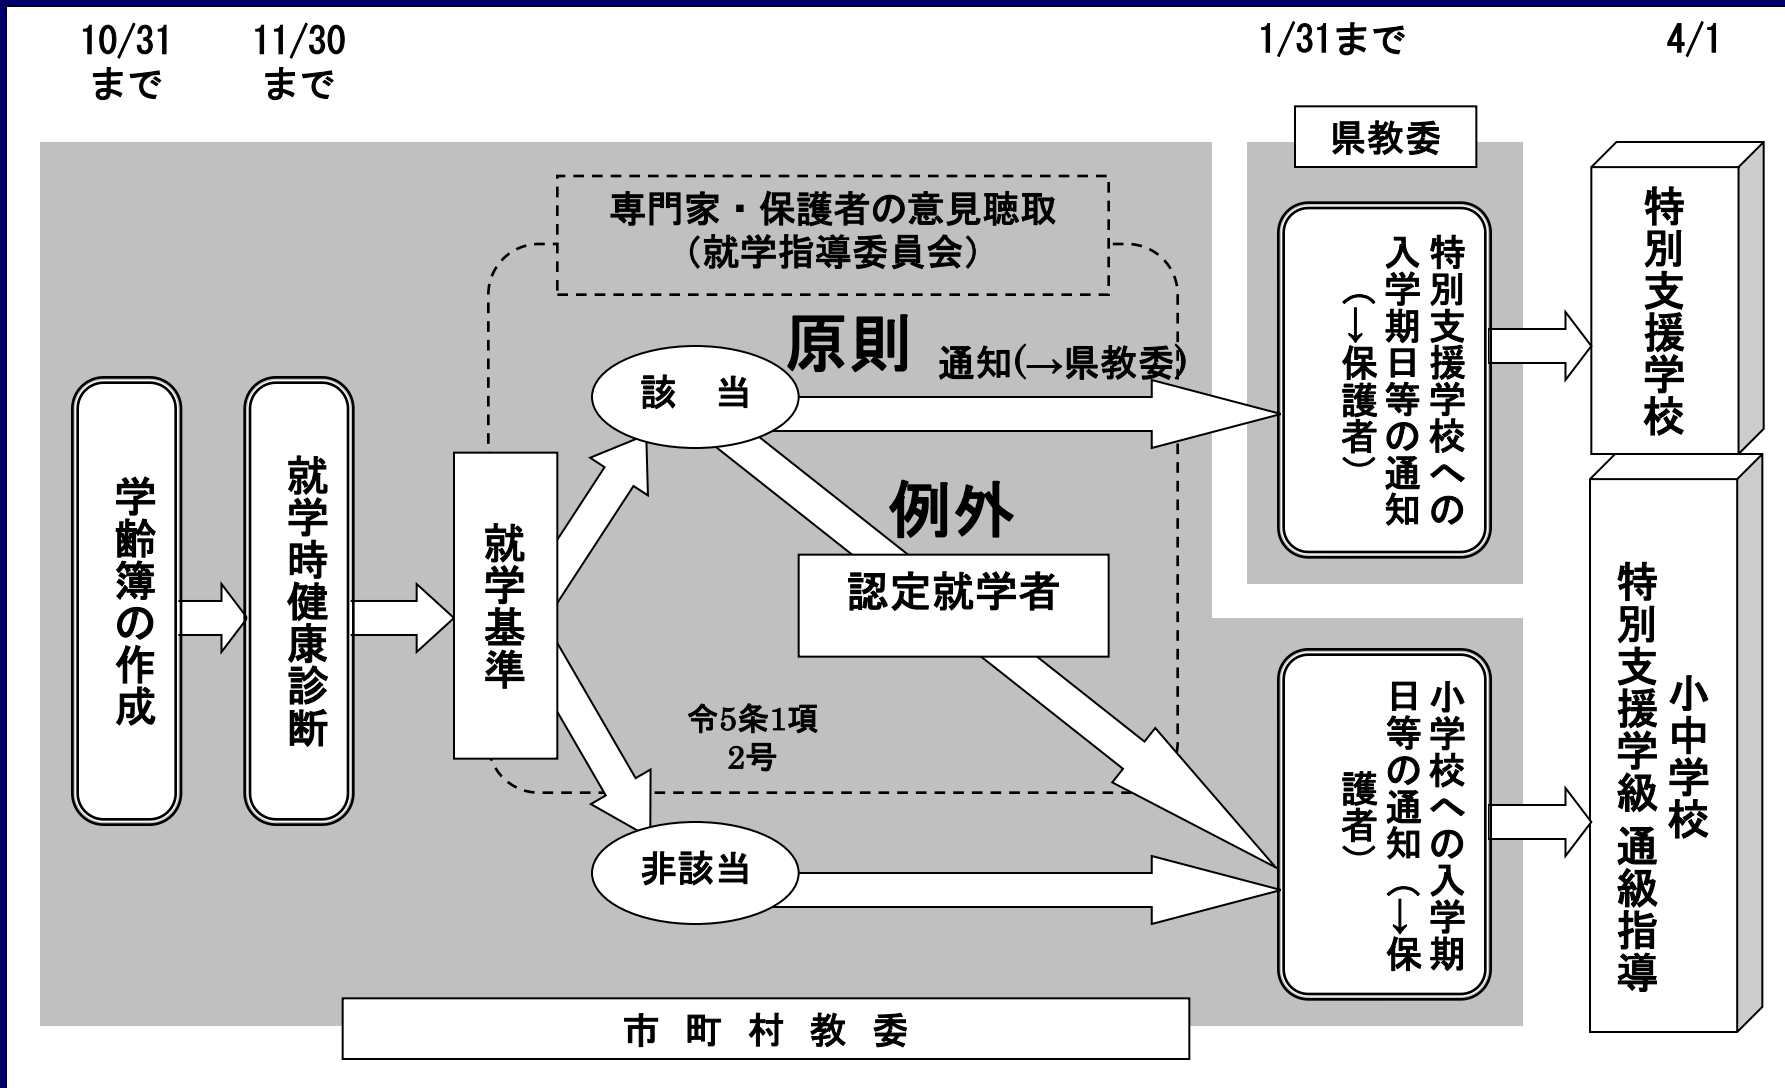 10/31
まで
11/30
まで
1/31まで
4/1
県教委
専門家・保護者の意見聴取
（就学指導委員会）
原則
通知(→県教委)
該　当
例外
認定就学者
学齢簿の作成
就学時健康診断
就学基準
令5条1項
2号
非該当
特別支援学校への
入学期日等の通知
（→保護者）
小学校への入学期
日等の通知（→保
護者）
特別支援学校
小中学校
特別支援学級 通級指導
市 町 村 教 委